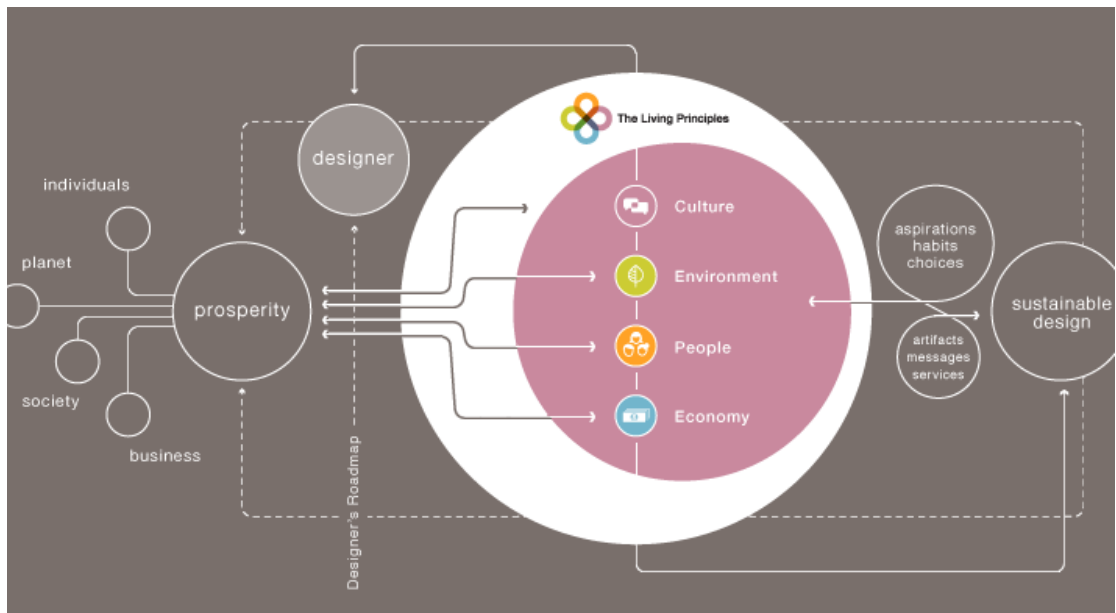 The Living Principles
designer
individuals
planet
prosperity
society
business
Designer's Roadmap
Culture
Environment
People
Economy
aspirations
habits
choices
artifacts
messages
services
sustainable
design